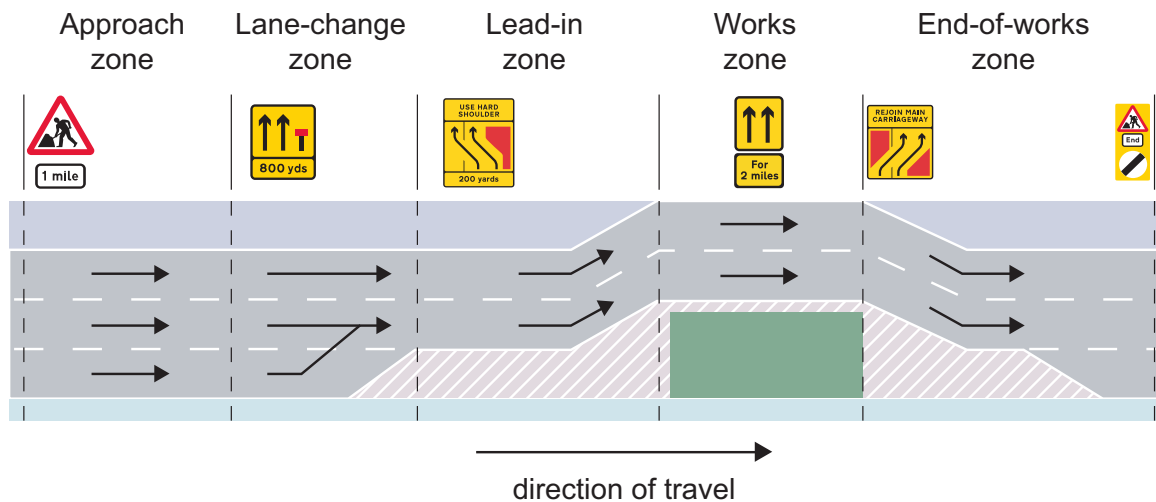 Approach
zone
Lane-change
zone
Lead-in
zone
Works
zone
End-of-works
zone
1 mile
800 yds
USE HARD
SHOULDER
200 yards
For
2 miles
REJOIN MAIN
CARRIAGEWAY
End
direction of travel